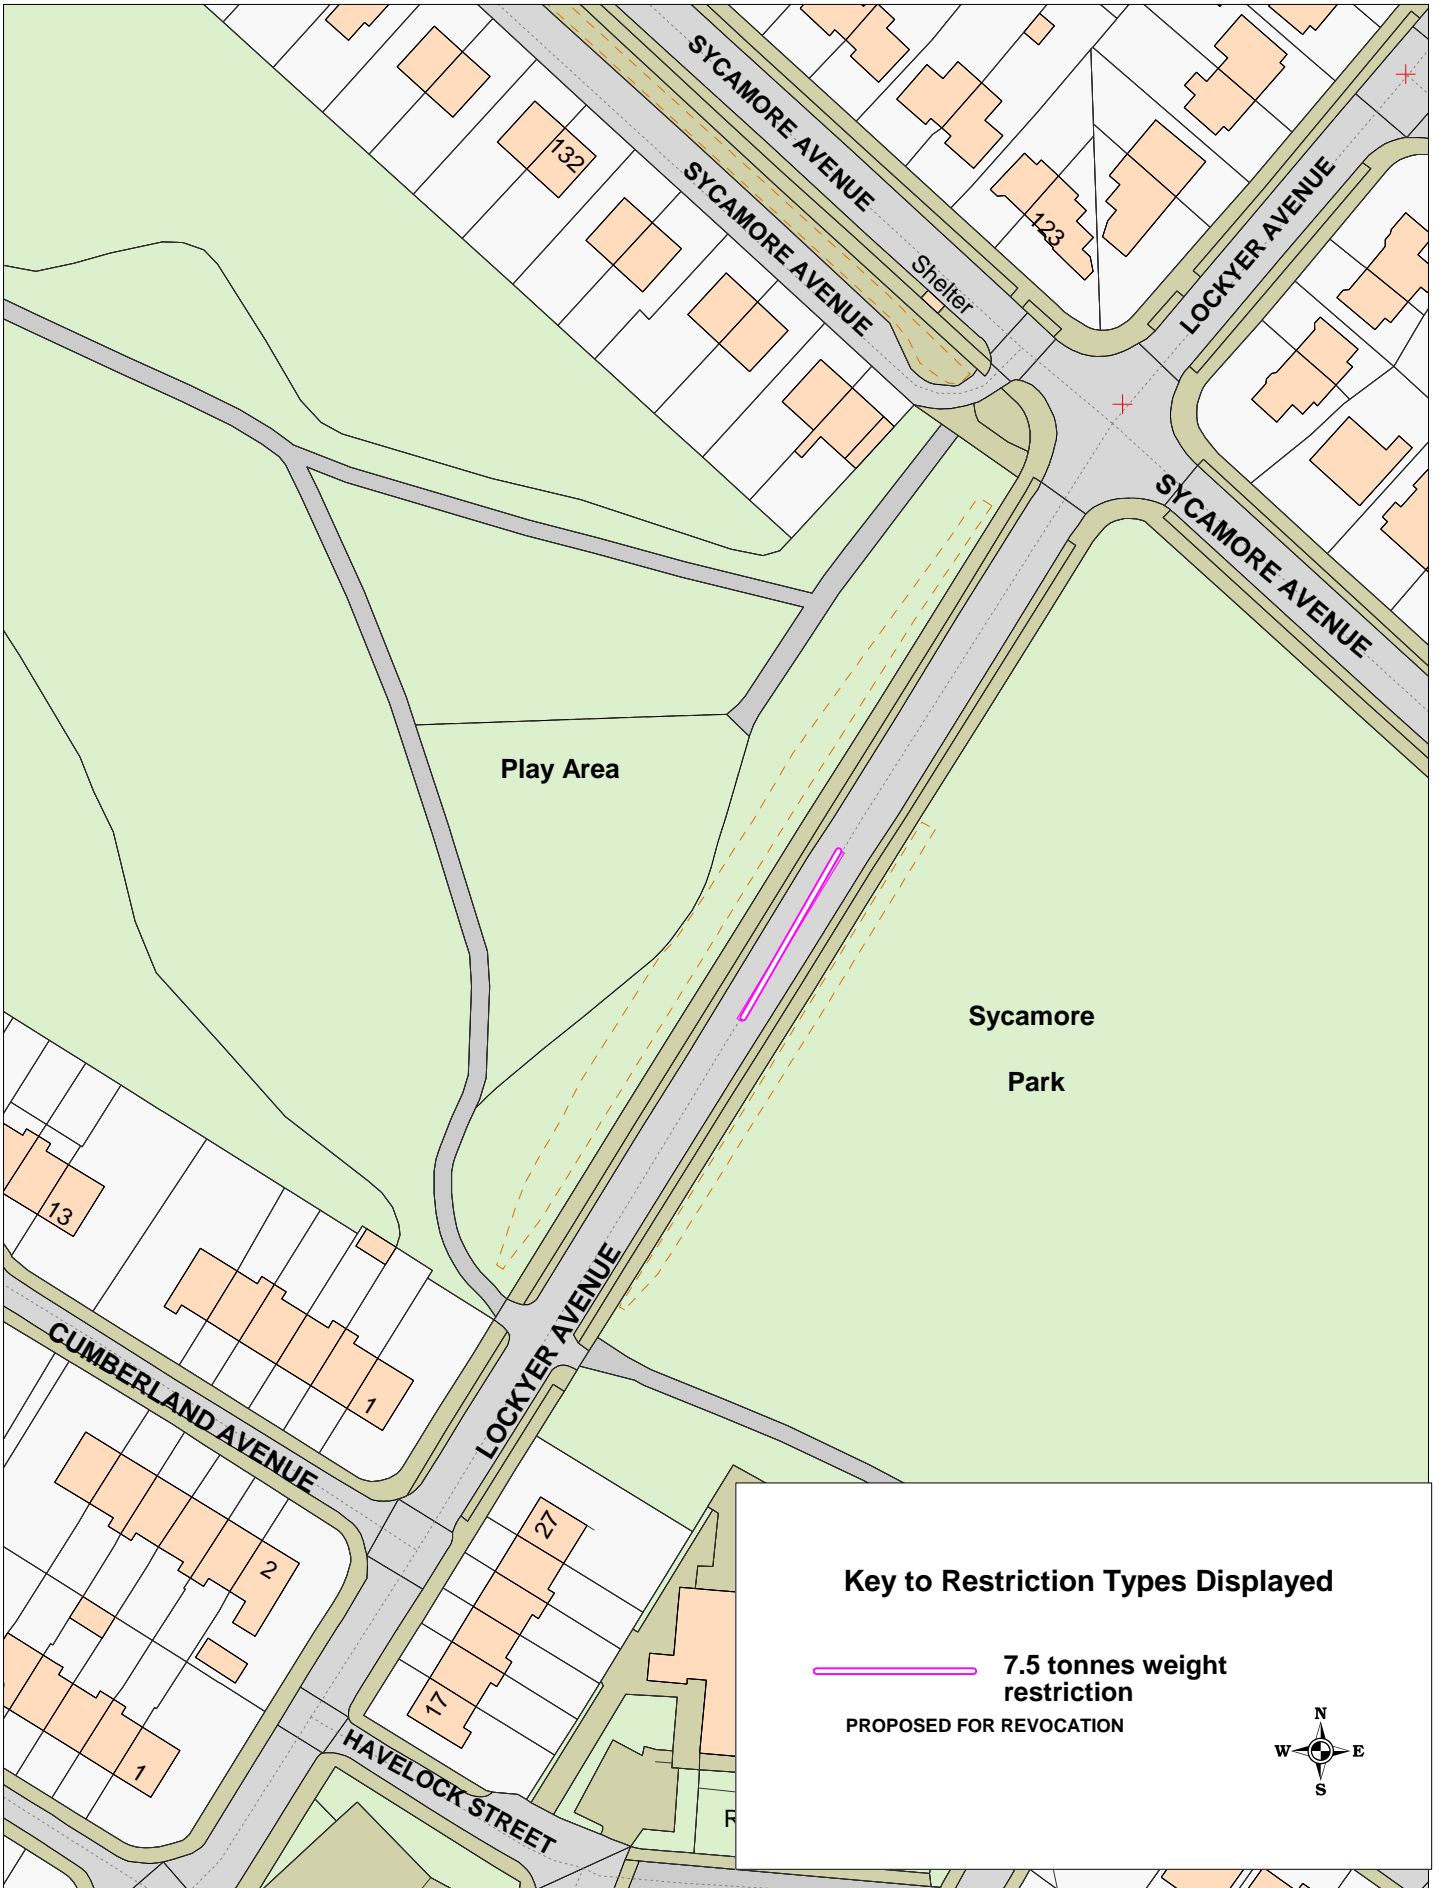 SYCAMORE AVENUE
132
SYCAMORE AVENUE
123
LOCKYER AVENUE
Shelter
SYCAMORE AVENUE
Play Area
Sycamore
Park
13
LOCKYER AVENUE
CUMBERLAND AVENUE
1
2
27
17
1
HAVELOCK STREET
R
Key to Restriction Types Displayed
7.5 tonnes weight
restriction
PROPOSED FOR REVOCATION
N
W
E
S